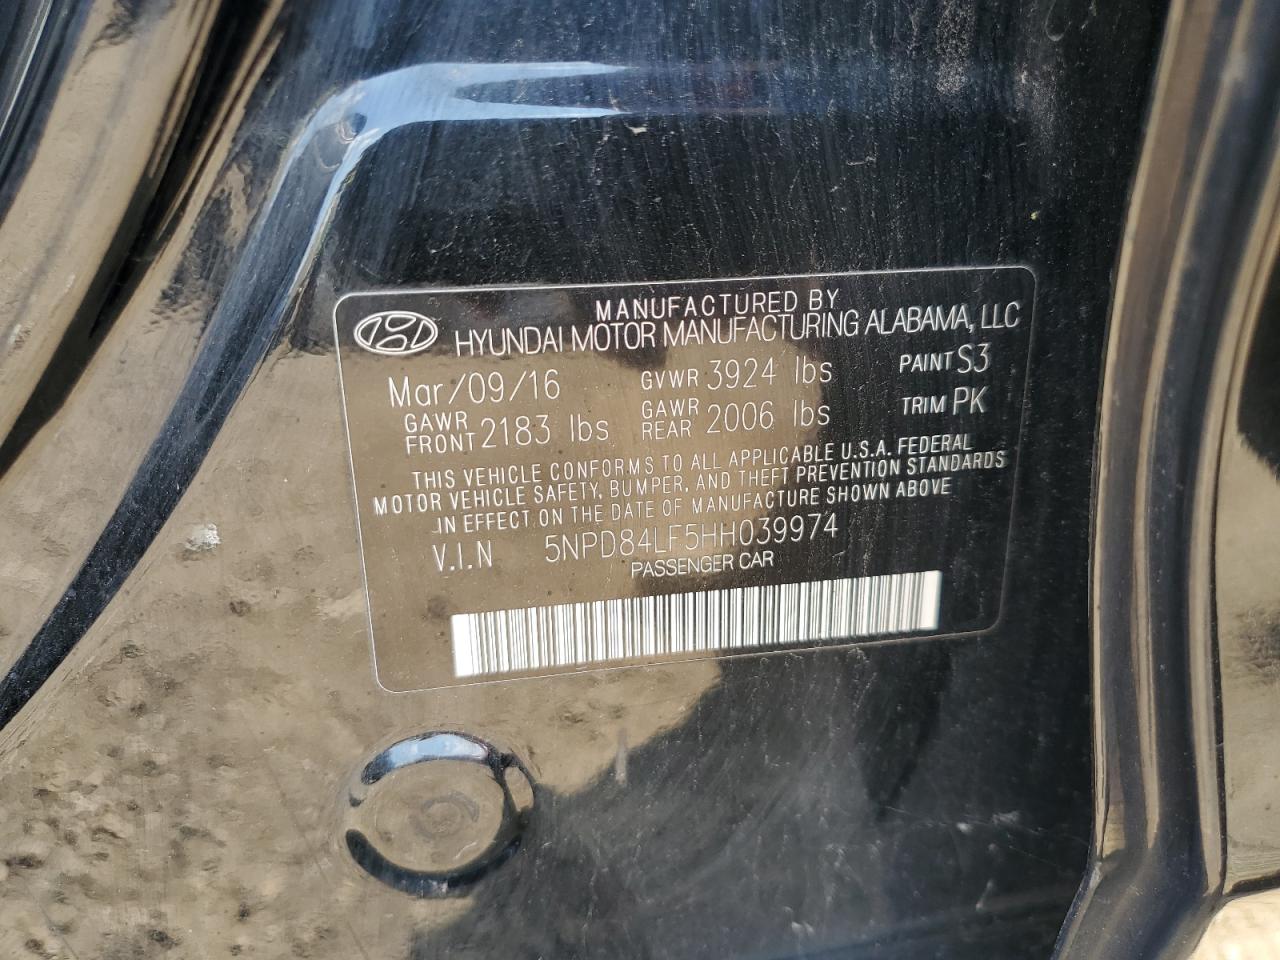 MANUFACTURED BY
HYUNDAI MOTOR MANUFACTURING ALABAMA, LLC
Mar/09/16 GVWR 3924 lbs PAINT S3
GAWR FRONT 2183 lbs GAWR REAR 2006 lbs TRIM PK
THIS VEHICLE CONFORMS TO ALL APPLICABLE U.S.A. FEDERAL
MOTOR VEHICLE SAFETY, BUMPER, AND THEFT PREVENTION STANDARDS
IN EFFECT ON THE DATE OF MANUFACTURE SHOWN ABOVE
V.I.N 5NPD84LF5HH039974
PASSENGER CAR